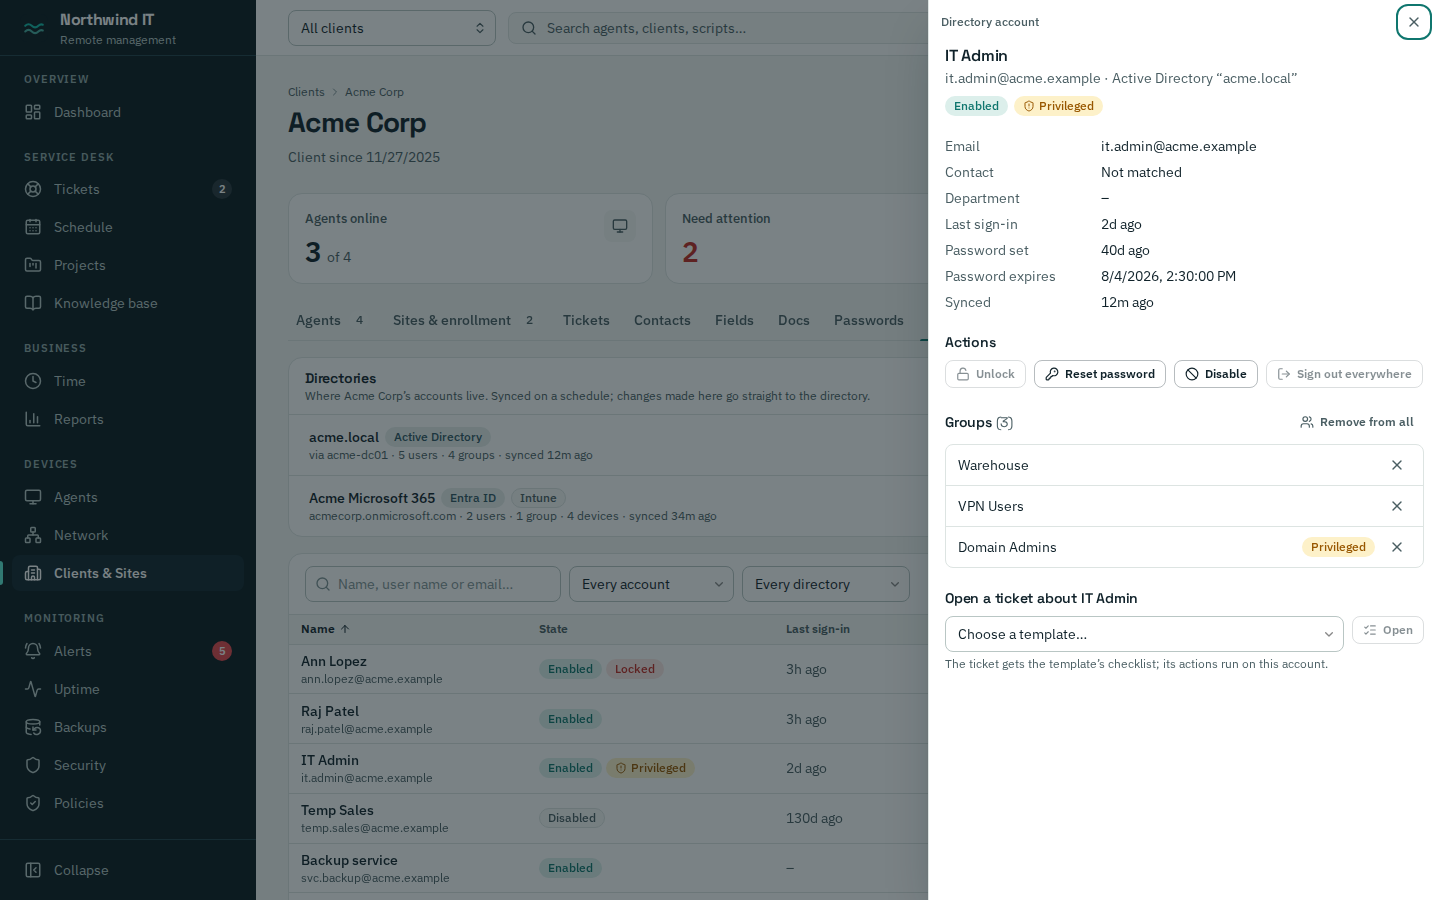 Northwind IT
Remote management
OVERVIEW
Dashboard
SERVICE DESK
Tickets 2
Schedule
Projects
Knowledge base
BUSINESS
Time
Reports
DEVICES
Agents
Network
Clients & Sites
MONITORING
Alerts 5
Uptime
Backups
Security
Policies
Collapse
All clients
Search agents, clients, scripts...
Clients Acme Corp
Acme Corp
Client since 11/27/2025
Agents online
3 of 4
Need attention
2
Agents 4 Sites & enrollment 2 Tickets Contacts Fields Docs Passwords
Directories
Where Acme Corp’s accounts live. Synced on a schedule; changes made here go straight to the directory.
acme.local Active Directory
via acme-dc01 · 5 users · 4 groups · synced 12m ago
Acme Microsoft 365 Entra ID Intune
acmecorp.onmicrosoft.com · 2 users · 1 group · 4 devices · synced 34m ago
Name, user name or email... Every account Every directory
Name State Last sign-in
Ann Lopez
ann.lopez@acme.example
Enabled Locked 3h ago
Raj Patel
raj.patel@acme.example
Enabled 3h ago
IT Admin
it.admin@acme.example
Enabled Privileged 2d ago
Temp Sales
temp.sales@acme.example
Disabled 130d ago
Backup service
svc.backup@acme.example
Enabled –
Directory account
IT Admin
it.admin@acme.example · Active Directory “acme.local”
Enabled Privileged
Email it.admin@acme.example
Contact Not matched
Department –
Last sign-in 2d ago
Password set 40d ago
Password expires 8/4/2026, 2:30:00 PM
Synced 12m ago
Actions
Unlock Reset password Disable Sign out everywhere
Groups (3) Remove from all
Warehouse
VPN Users
Domain Admins Privileged
Open a ticket about IT Admin
Choose a template... Open
The ticket gets the template’s checklist; its actions run on this account.